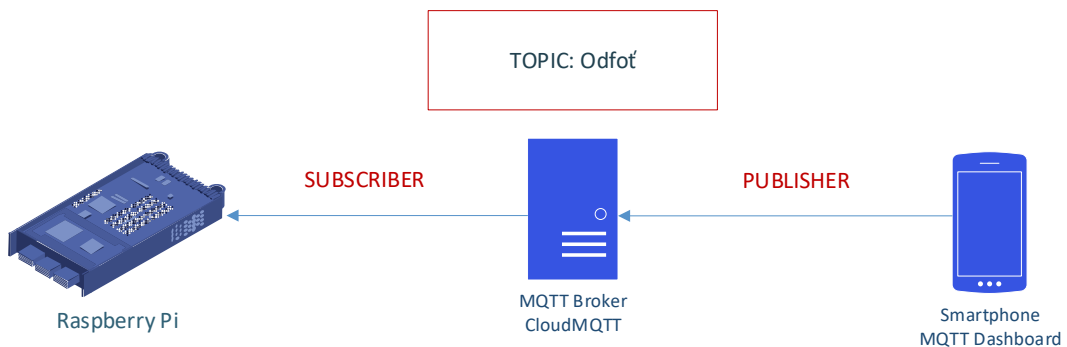 TOPIC: Odfoť
SUBSCRIBER
PUBLISHER
Raspberry Pi
MQTT Broker
CloudMQTT
Smartphone
MQTT Dashboard